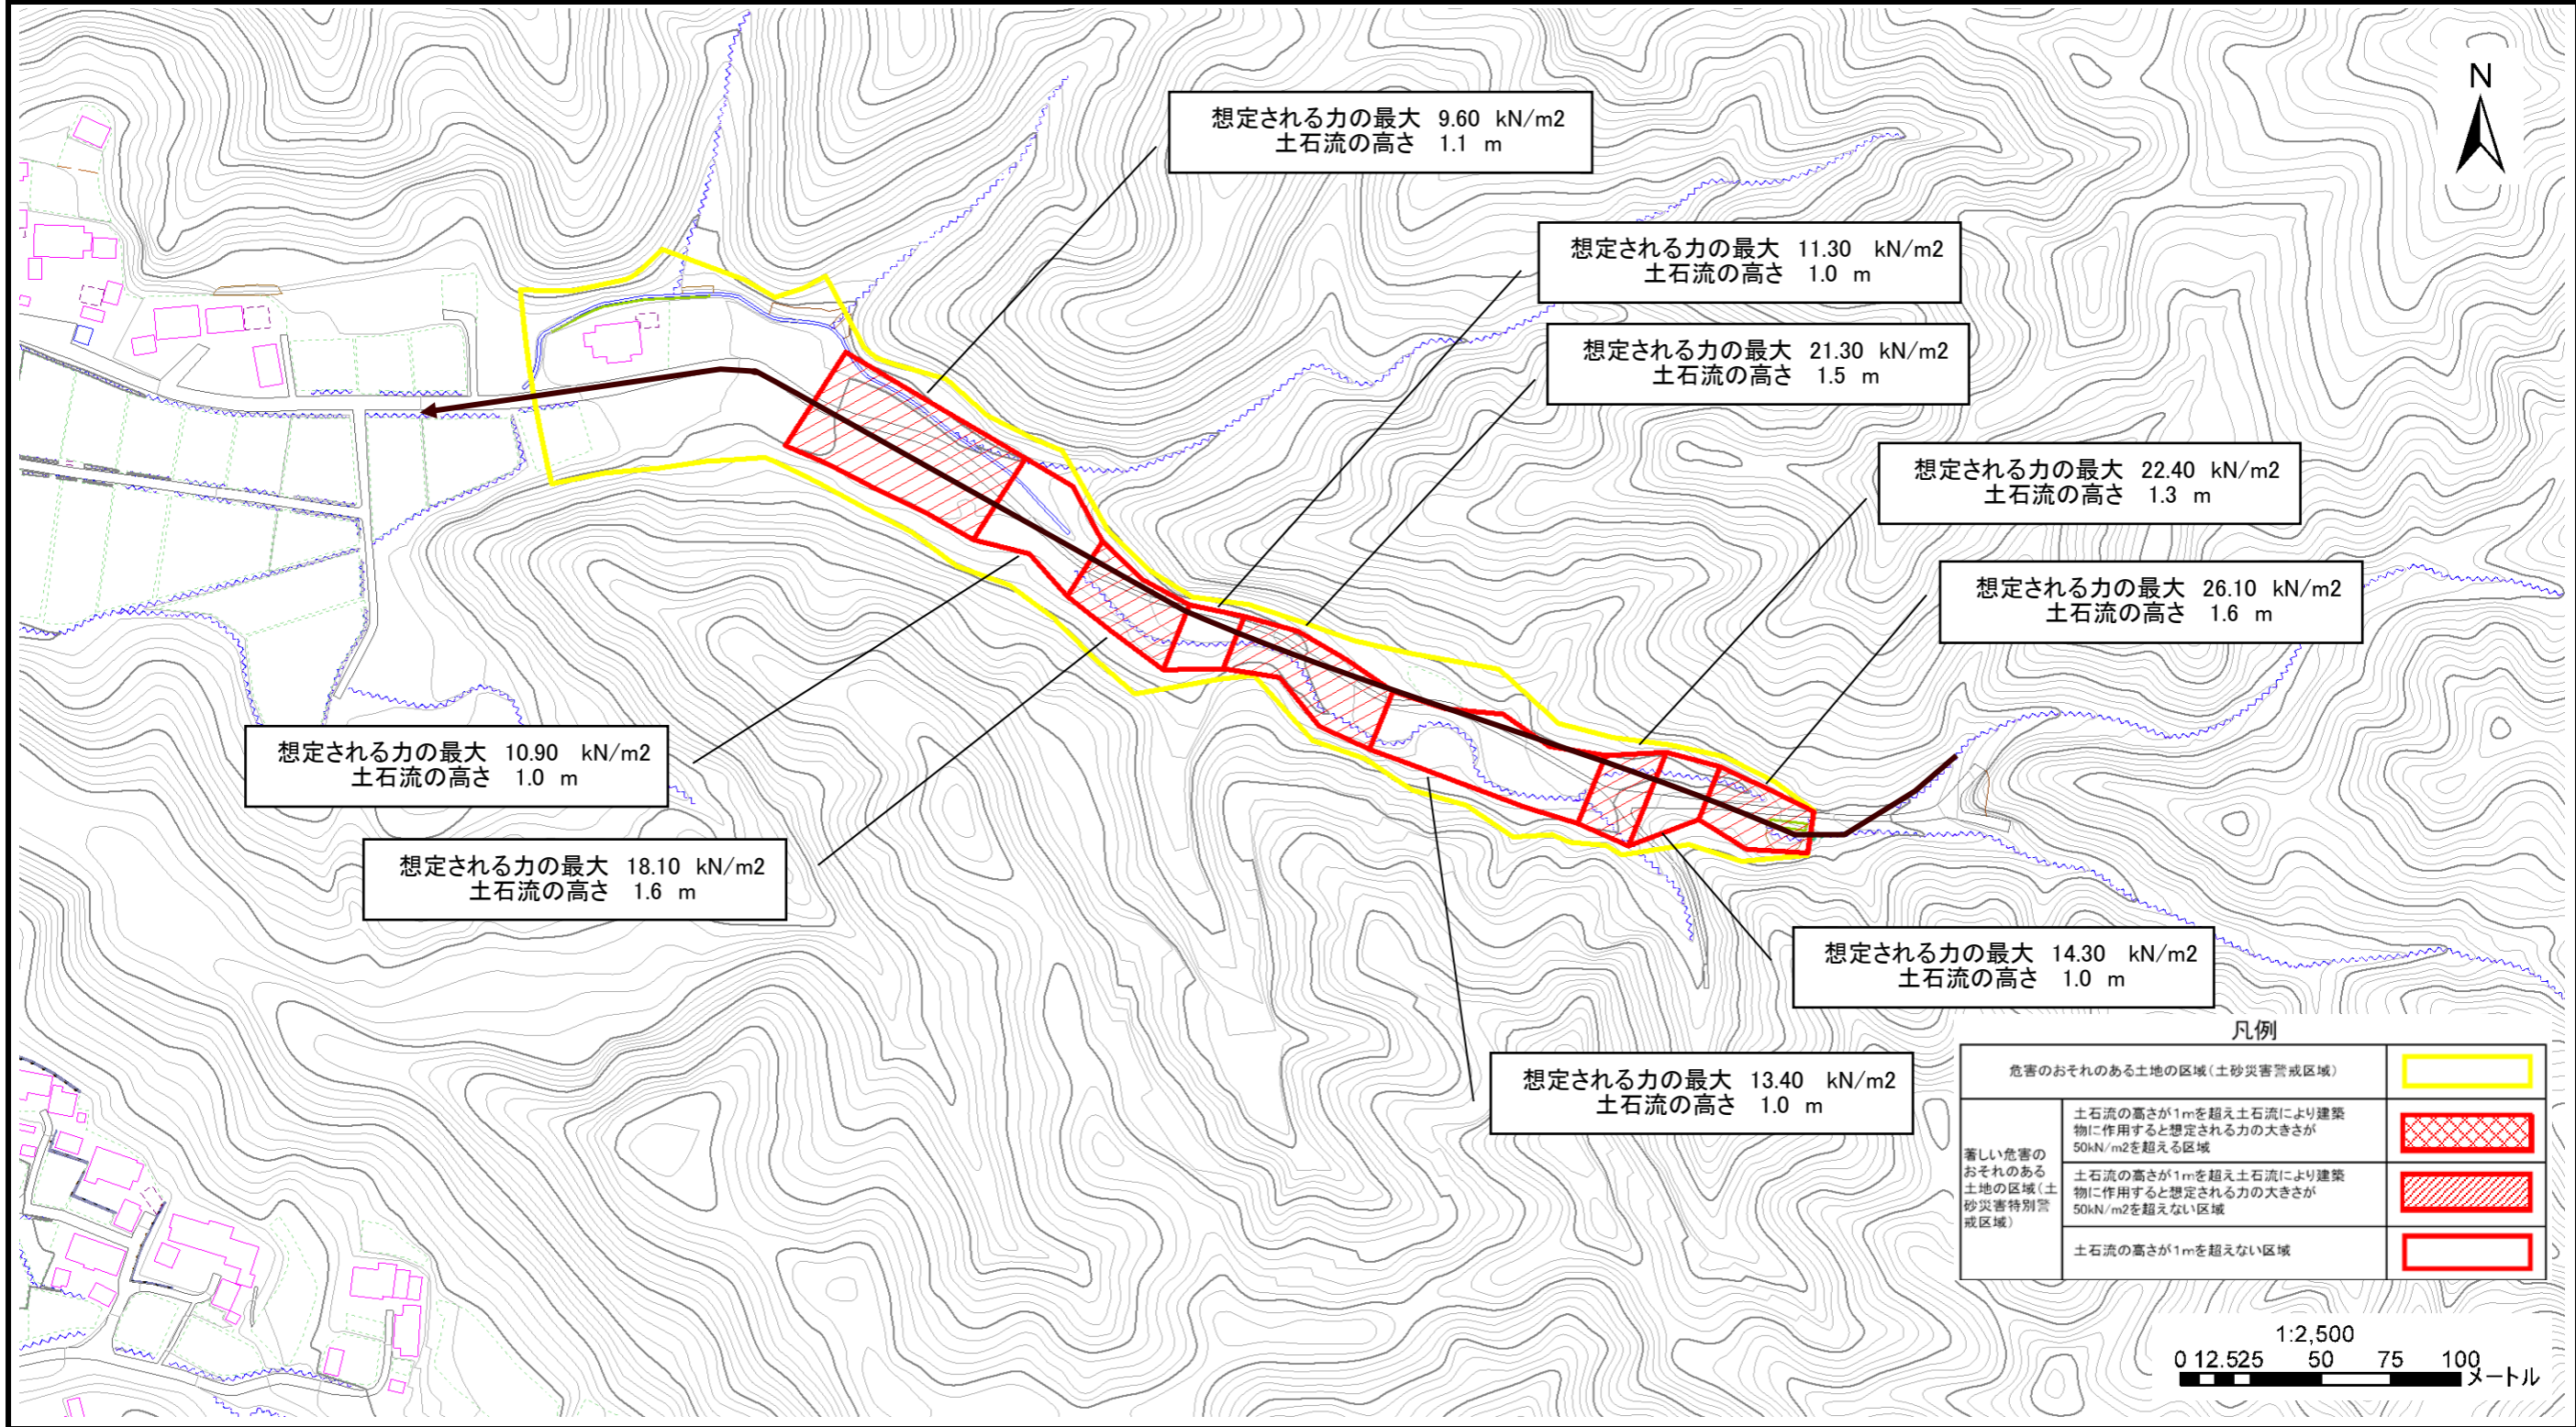 N
想定される力の最大 9.60 kN/m2
土石流の高さ 1.1 m
想定される力の最大 11.30 kN/m2
土石流の高さ 1.0 m
想定される力の最大 21.30 kN/m2
土石流の高さ 1.5 m
想定される力の最大 22.40 kN/m2
土石流の高さ 1.3 m
想定される力の最大 26.10 kN/m2
土石流の高さ 1.6 m
想定される力の最大 10.90 kN/m2
土石流の高さ 1.0 m
想定される力の最大 18.10 kN/m2
土石流の高さ 1.6 m
想定される力の最大 14.30 kN/m2
土石流の高さ 1.0 m
想定される力の最大 13.40 kN/m2
土石流の高さ 1.0 m
凡例
危害のおそれのある土地の区域(土砂災害警戒区域)
著しい危害の
おそれのある
土地の区域(土
砂災害特別警
戒区域)
土石流の高さが1mを超え土石流により建築
物に作用すると想定される力の大きさが
50kN/m2を超える区域
土石流の高さが1mを超え土石流により建築
物に作用すると想定される力の大きさが
50kN/m2を超えない区域
土石流の高さが1mを超えない区域
1:2,500
0 12.525 50 75 100
メートル